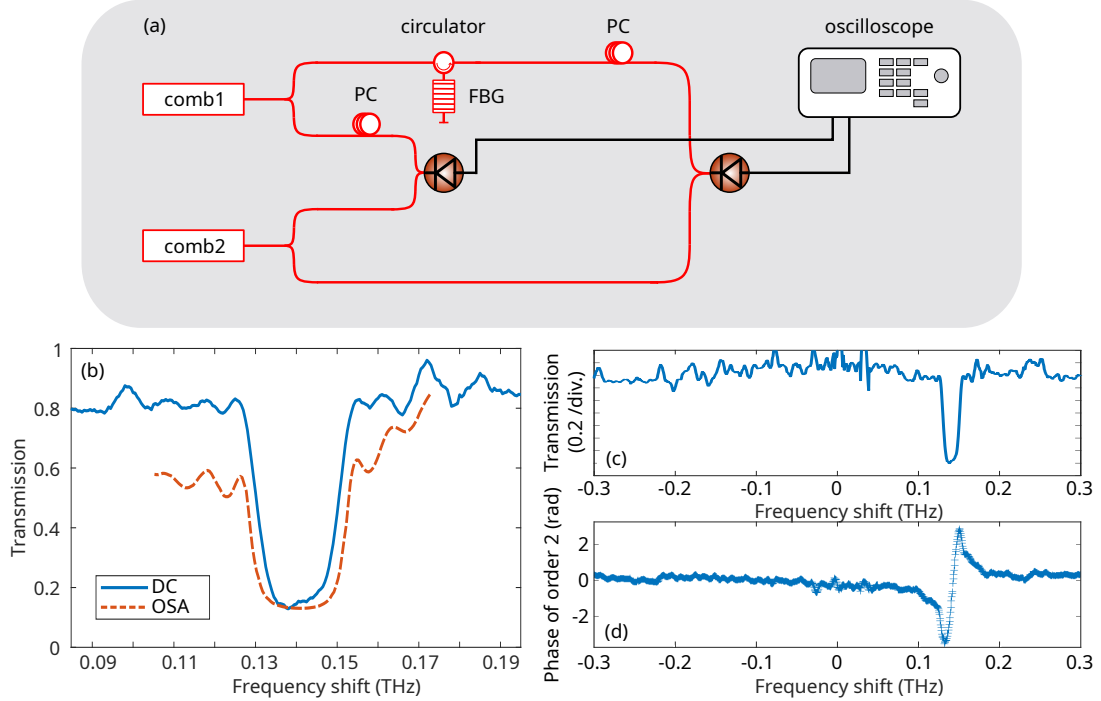 (a)
circulator
PC
oscilloscope
comb1
PC
FBG
comb2
(b)
1
0.8
0.6
0.4
0.2
0
Transmission
DC
OSA
0.09
0.11
0.13
0.15
0.17
0.19
Frequency shift (THz)
Transmission
(0.2 /div.)
(c)
-0.3
-0.2
-0.1
0
0.1
0.2
0.3
Frequency shift (THz)
Phase of order 2 (rad)
2
0
-2
(d)
-0.3
-0.2
-0.1
0
0.1
0.2
0.3
Frequency shift (THz)